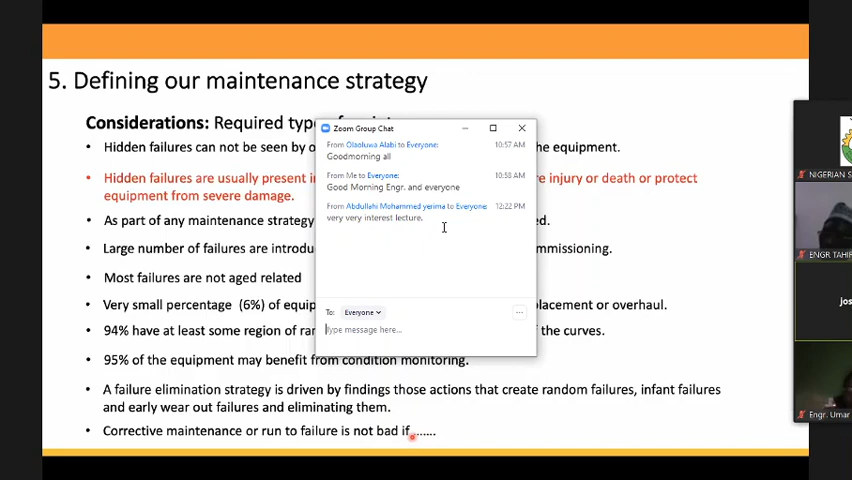 5. Defining our maintenance strategy
Considerations: Required type
Hidden failures can not be seen by o
the equipment.
Hidden failures are usually present in
re injury or death or protect
equipment from severe damage.
As part of any maintenance strategy
ed.
Large number of failures are introdu
mmissioning.
Most failures are not aged related
Very small percentage (6%) of equip
placement or overhaul.
94% have at least some region of ran
of the curves.
95% of the equipment may benefit from condition monitoring.
A failure elimination strategy is driven by findings those actions that create random failures, infant failures
and early wear out failures and eliminating them.
Corrective maintenance or run to failure is not bad if .......
Zoom Group Chat
From Olaoluwa Alabi to Everyone: 10:57 AM
Goodmorning all
From Me to Everyone: 10:58 AM
Good Morning Engr. and everyone
From Abdullahi Mohammed yerima to Everyone: 12:22 PM
very very interest lecture.
To: Everyone
Type message here...
NIGERIAN S
ENGR TAHIR
Jos
Engr. Umar